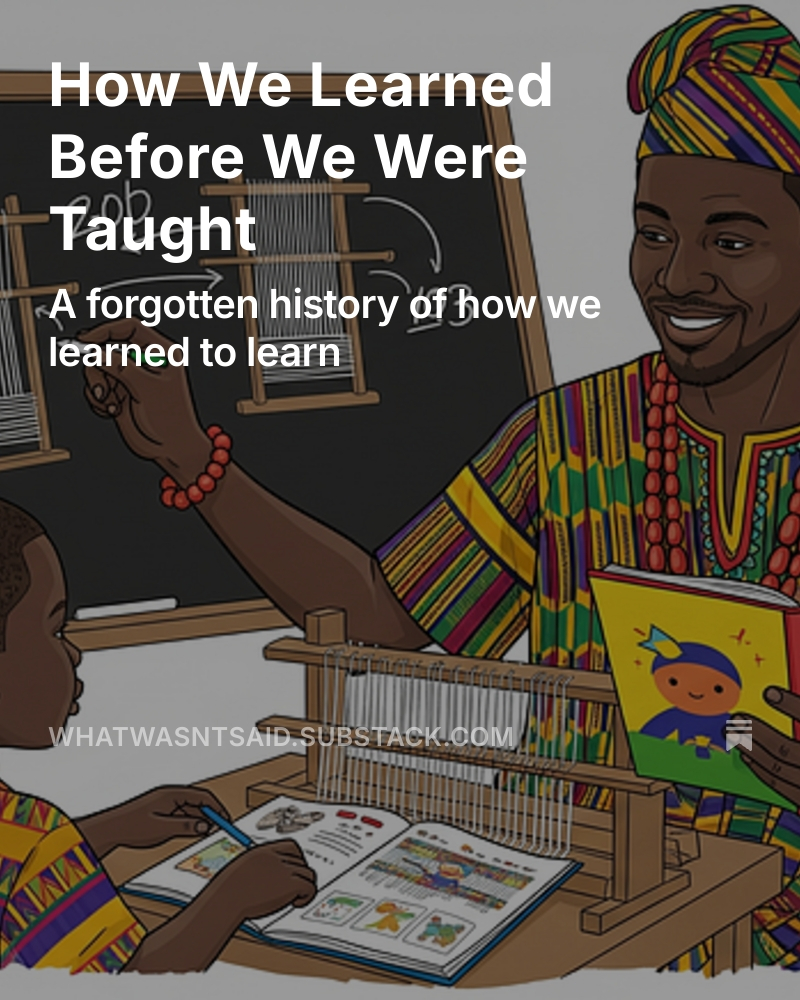 How We Learned
Before We Were
Taught
A forgotten history of how we
learned to learn
WHATWASNTSAID.SUBSTACK.COM